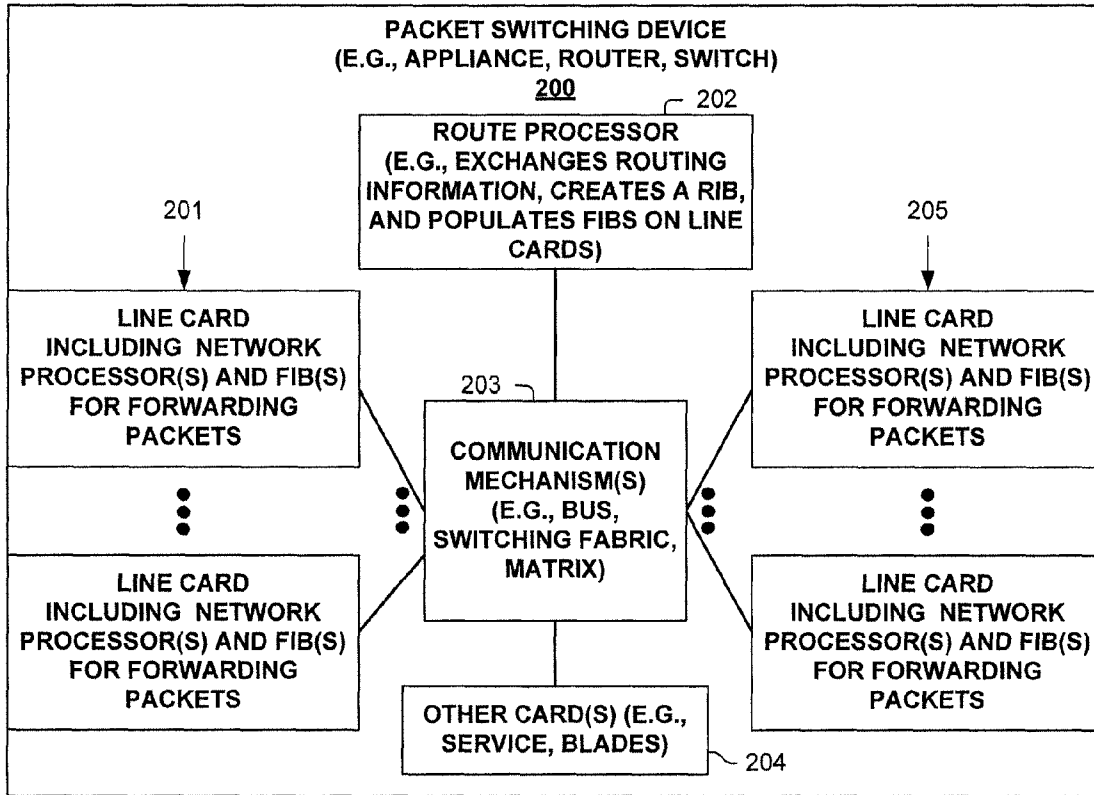 PACKET SWITCHING DEVICE
(E.G., APPLIANCE, ROUTER, SWITCH)
200
202
ROUTE PROCESSOR
(E.G., EXCHANGES ROUTING
INFORMATION, CREATES A RIB,
AND POPULATES FIBS ON LINE
CARDS)
201
LINE CARD
INCLUDING NETWORK
PROCESSOR(S) AND FIB(S)
FOR FORWARDING
PACKETS
205
LINE CARD
INCLUDING NETWORK
PROCESSOR(S) AND FIB(S)
FOR FORWARDING
PACKETS
203
COMMUNICATION
MECHANISM(S)
(E.G., BUS,
SWITCHING FABRIC,
MATRIX)
LINE CARD
INCLUDING NETWORK
PROCESSOR(S) AND FIB(S)
FOR FORWARDING
PACKETS
LINE CARD
INCLUDING NETWORK
PROCESSOR(S) AND FIB(S)
FOR FORWARDING
PACKETS
OTHER CARD(S) (E.G.,
SERVICE, BLADES)
204